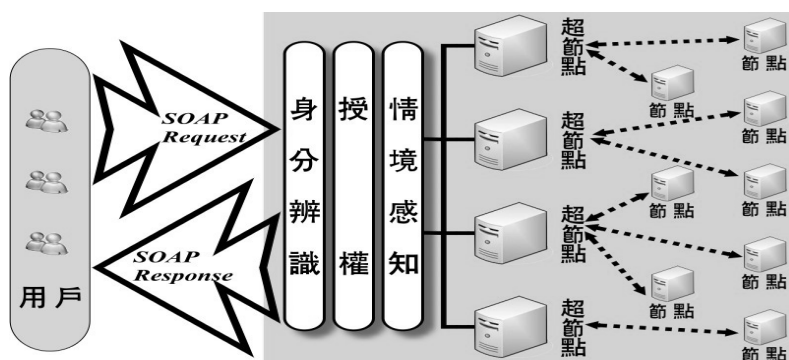 用戶
SOAP
Request
SOAP
Response
身分辨識
授權
情境感知
超節點
節點
節點
超節點
節點
節點
超節點
節點
節點
節點
超節點
節點